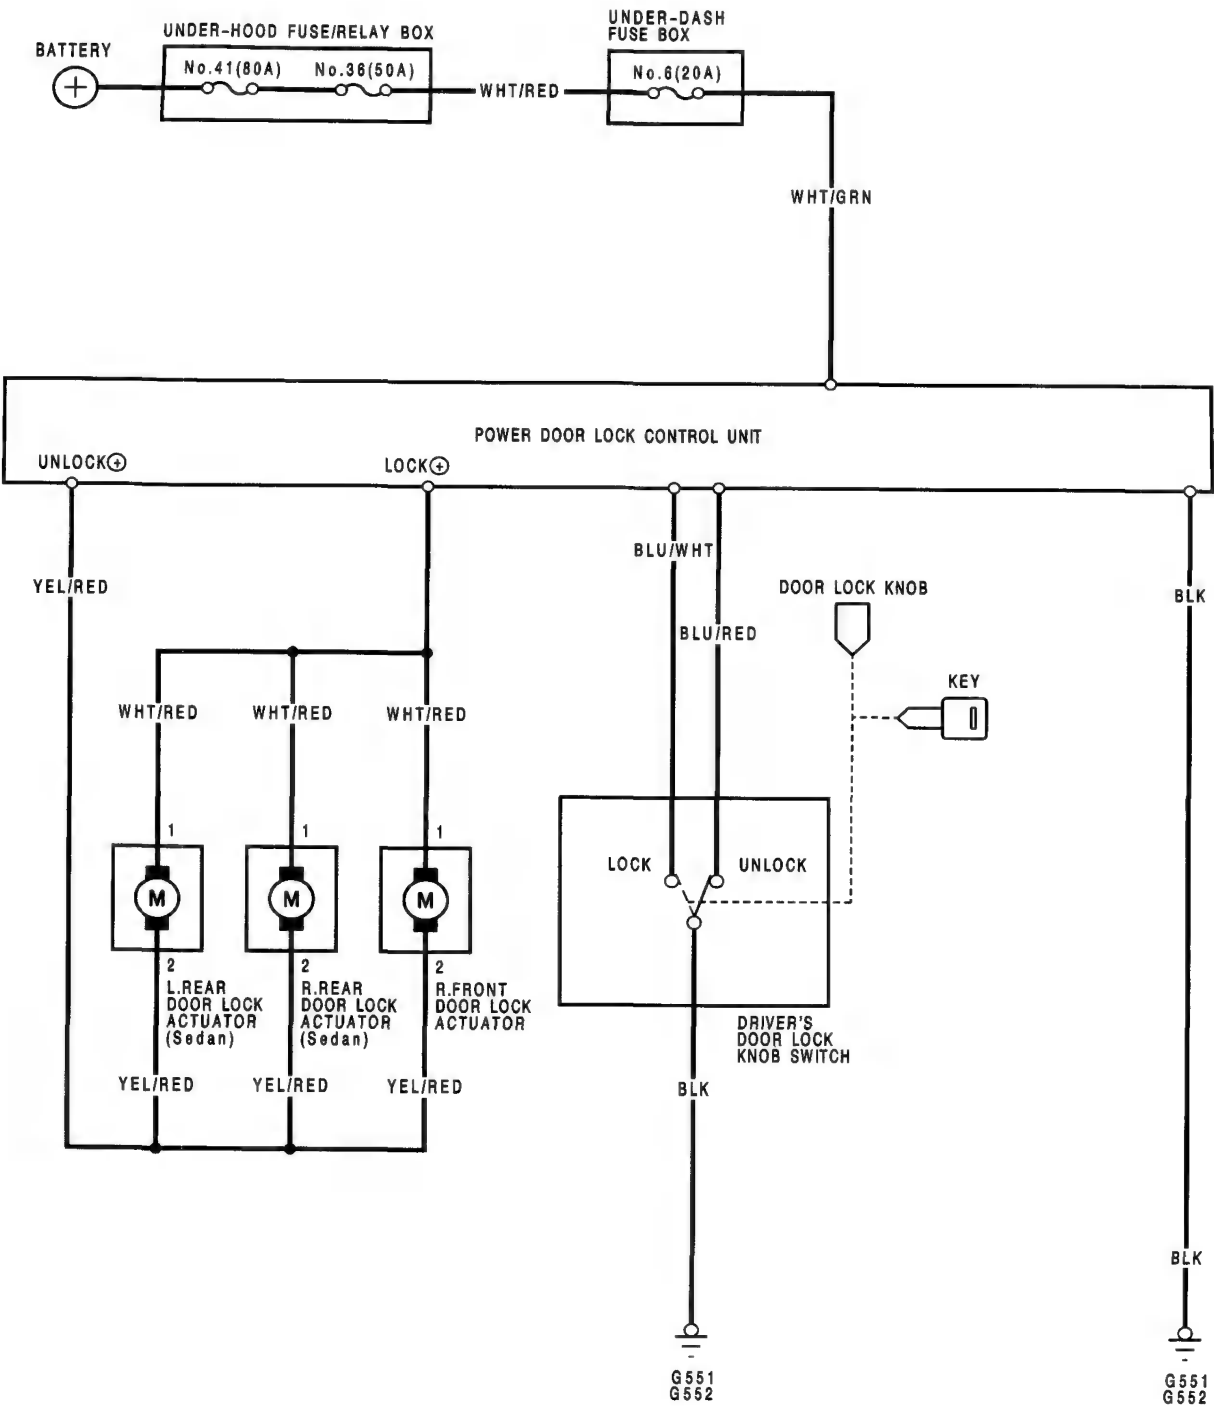 UNDER-HOOD FUSE/RELAY BOX
UNDER-DASH
FUSE BOX
BATTERY
No.41(80A)
No.36(50A)
No.6(20A)
WHT/RED
WHT/GRN
POWER DOOR LOCK CONTROL UNIT
UNLOCK⊕
LOCK⊕
YEL/RED
BLU/WHT
BLU/RED
DOOR LOCK KNOB
BLK
KEY
WHT/RED
WHT/RED
WHT/RED
1
1
1
M
M
M
LOCK
UNLOCK
2
L.REAR
DOOR LOCK
ACTUATOR
(Sedan)
2
R.REAR
DOOR LOCK
ACTUATOR
(Sedan)
2
R.FRONT
DOOR LOCK
ACTUATOR
DRIVER'S
DOOR LOCK
KNOB SWITCH
YEL/RED
YEL/RED
YEL/RED
BLK
BLK
G551
G552
G551
G552